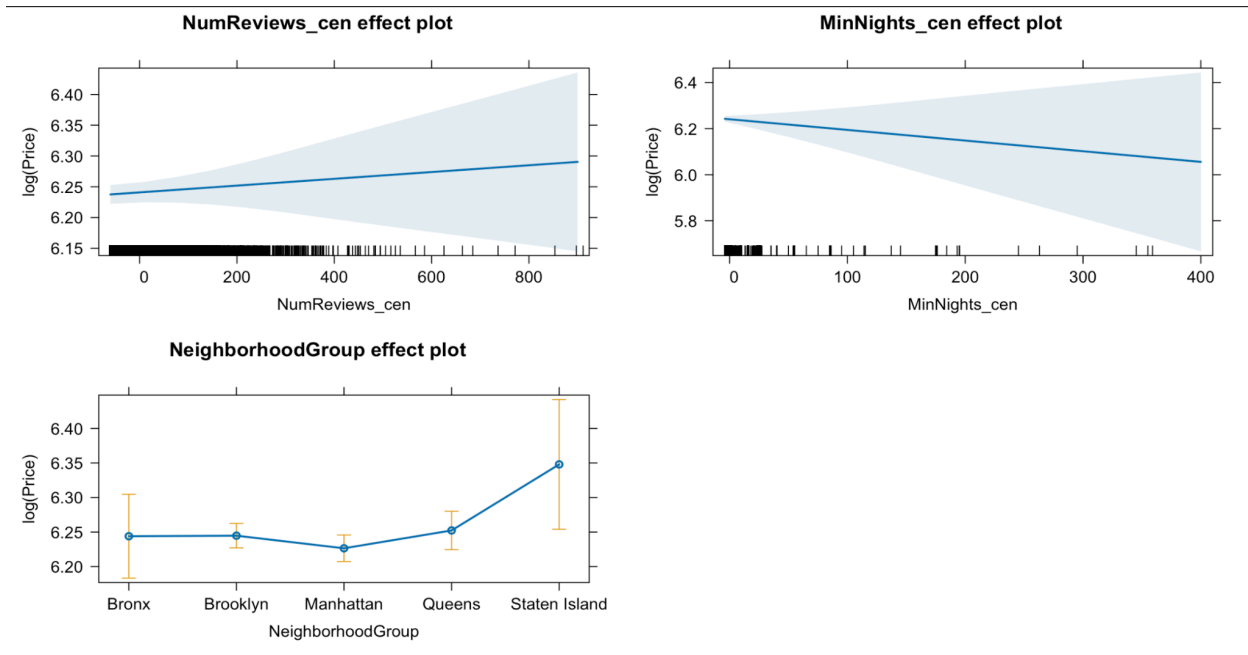 NumReviews_cen effect plot
log(Price)
6.40
6.35
6.30
6.25
6.20
6.15
0 200 400 600 800
NumReviews_cen
MinNights_cen effect plot
log(Price)
6.4
6.2
6.0
5.8
0 100 200 300 400
MinNights_cen
NeighborhoodGroup effect plot
log(Price)
6.40
6.35
6.30
6.25
6.20
Bronx Brooklyn Manhattan Queens Staten Island
NeighborhoodGroup